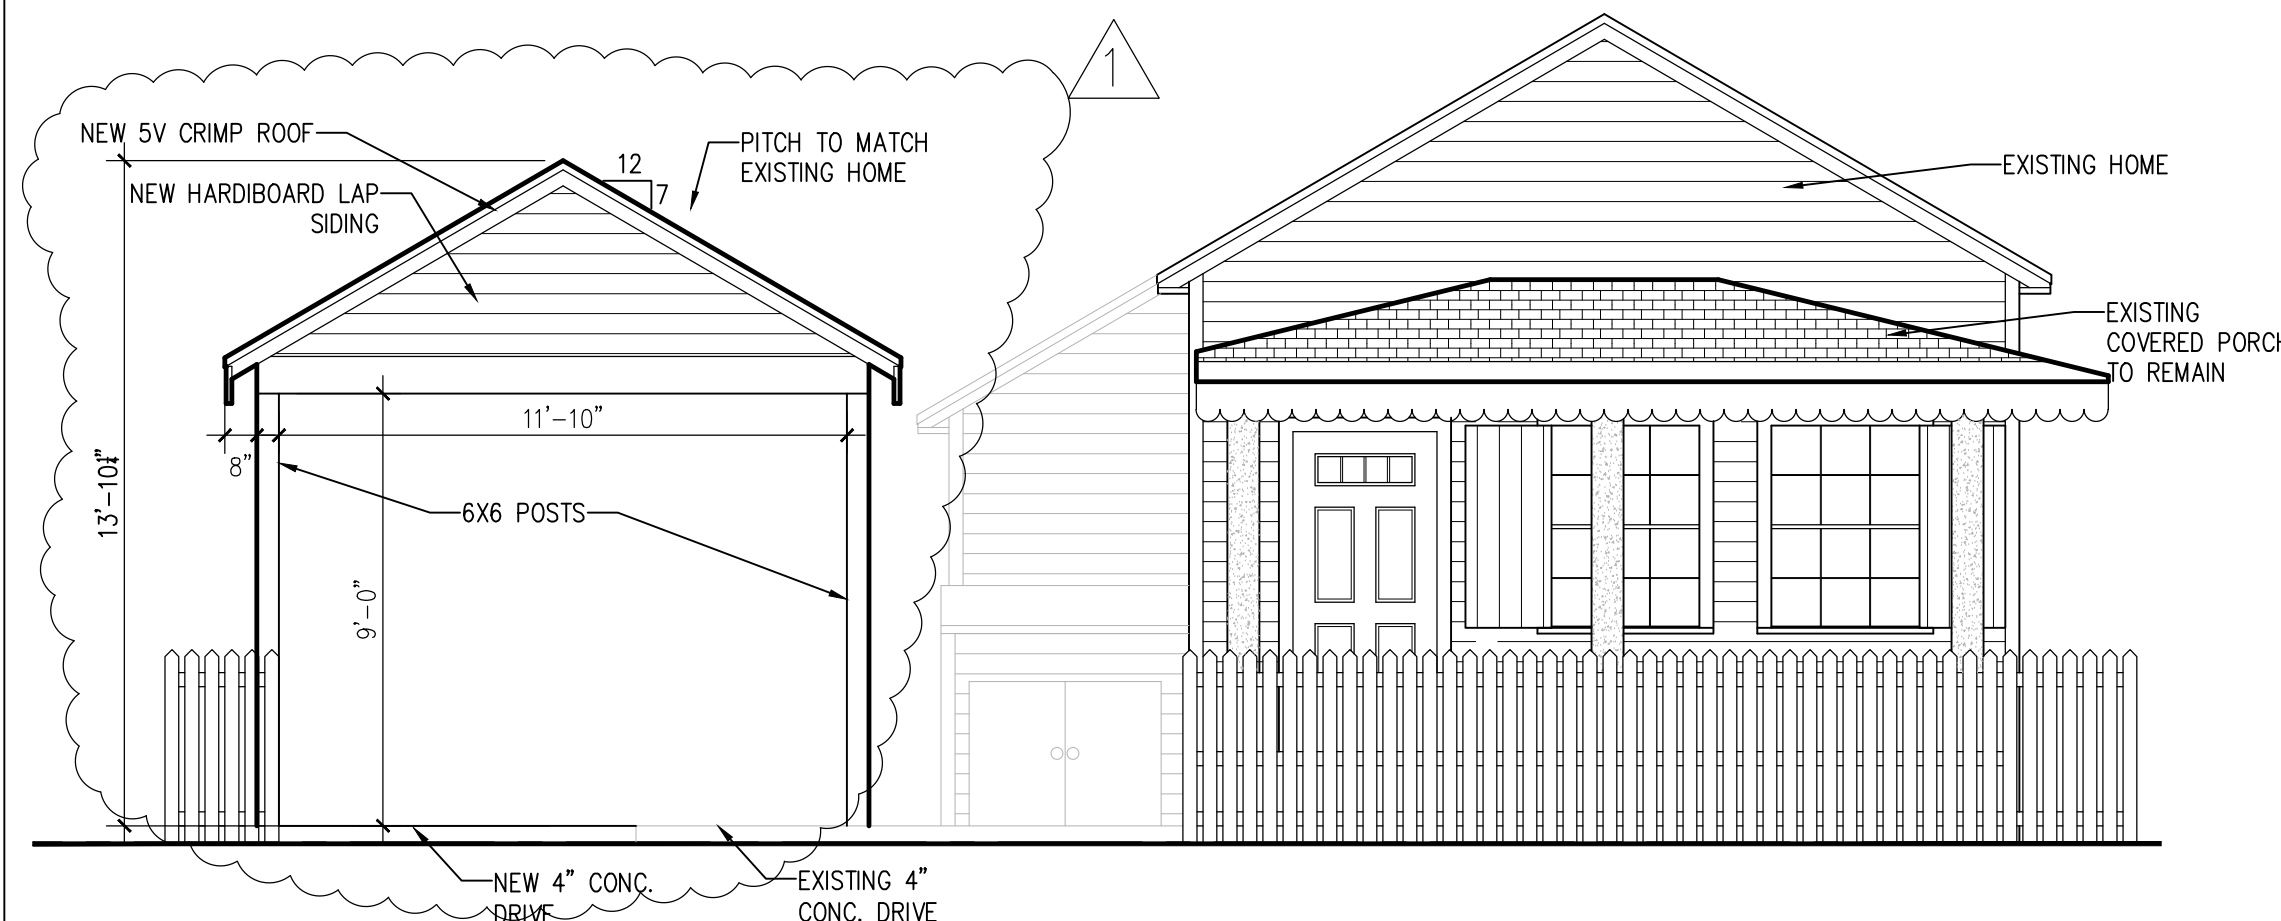 1
NEW 5V CRIMP ROOF
PITCH TO MATCH
EXISTING HOME
12
7
NEW HARDIBOARD LAP
SIDING
EXISTING HOME
EXISTING
COVERED PORCH
TO REMAIN
11'-10"
8"
13'-10¼"
6X6 POSTS
9'-0"
NEW 4" CONC.
DRIVE
EXISTING 4"
CONC. DRIVE